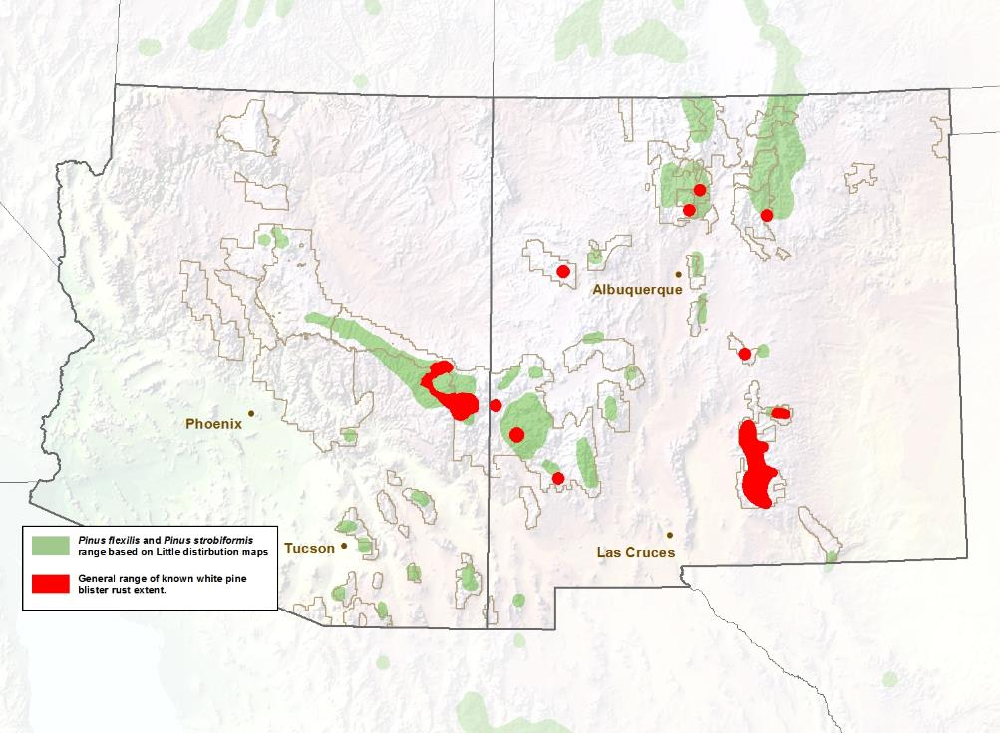 Albuquerque
Phoenix
Pinus flexilis and Pinus strobiformis
range based on Little distirbution maps
Tucson
Las Cruces
General range of known white pine
blister rust extent.